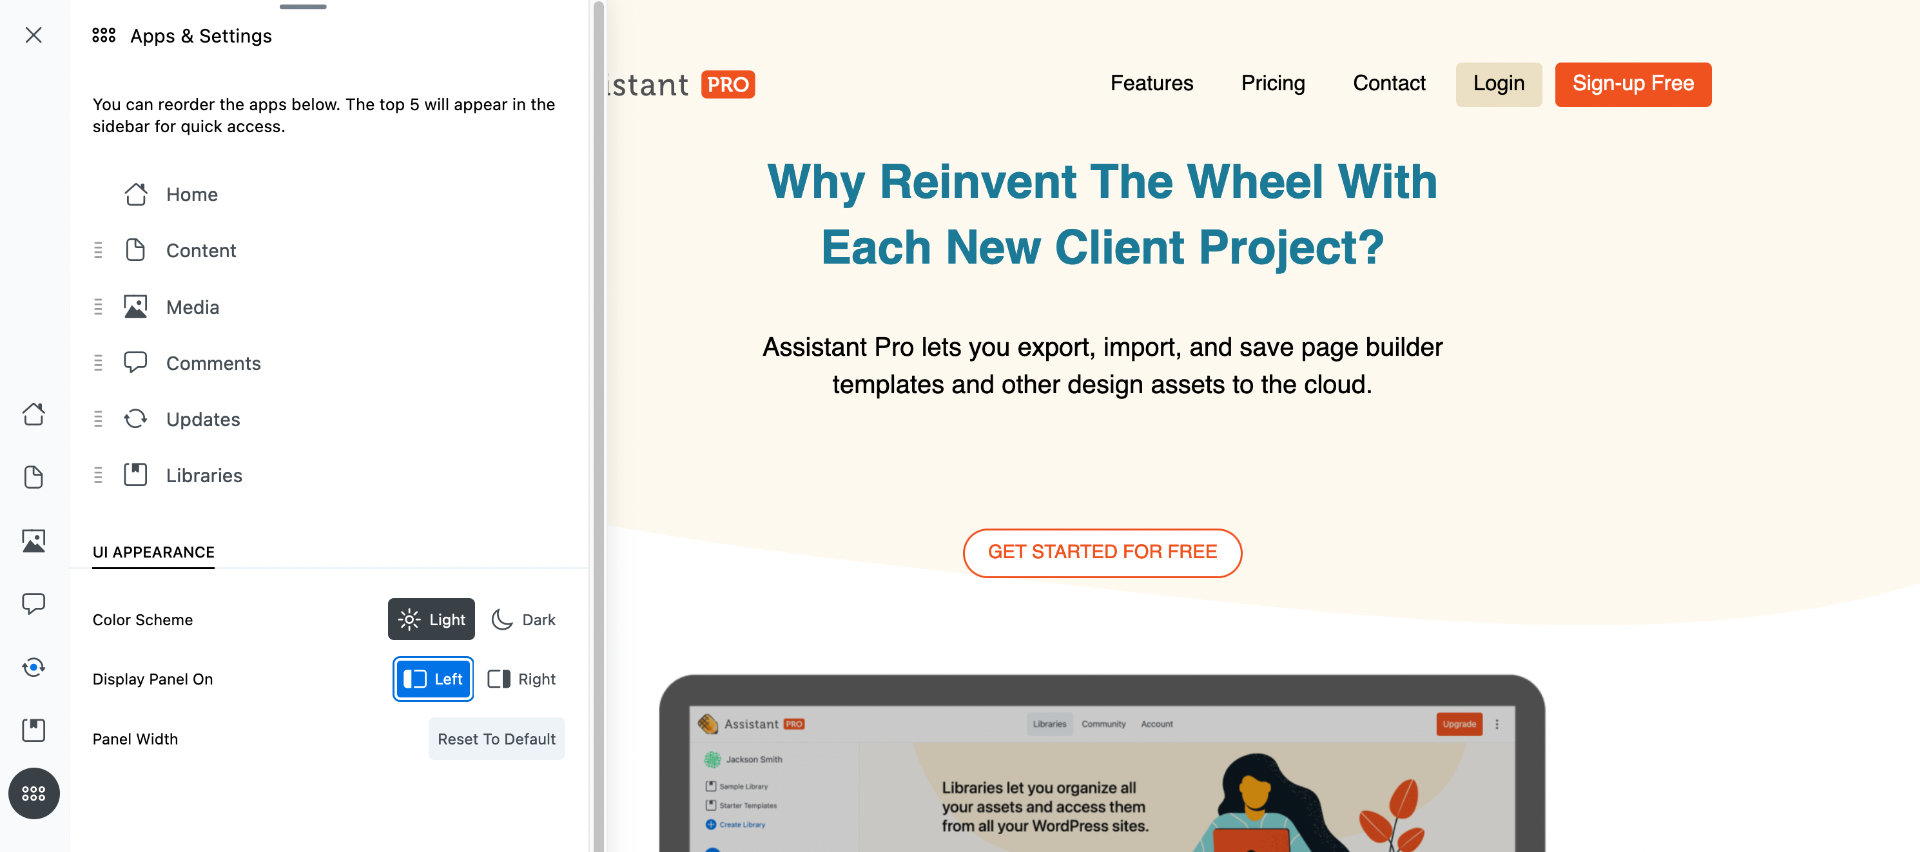 Apps & Settings
You can reorder the apps below. The top 5 will appear in the
sidebar for quick access.
Home
Content
Media
Comments
Updates
Libraries
UI APPEARANCE
Color Scheme
Light
Dark
Display Panel On
Left
Right
Panel Width
Reset To Default
istant PRO
Features
Pricing
Contact
Login
Sign-up Free
Why Reinvent The Wheel With
Each New Client Project?
Assistant Pro lets you export, import, and save page builder
templates and other design assets to the cloud.
GET STARTED FOR FREE
Assistant PRO
Libraries
Community
Account
Upgrade
Jackson Smith
Sample Library
Starter Templates
Create Library
Libraries let you organize all
your assets and access them
from all your WordPress sites.